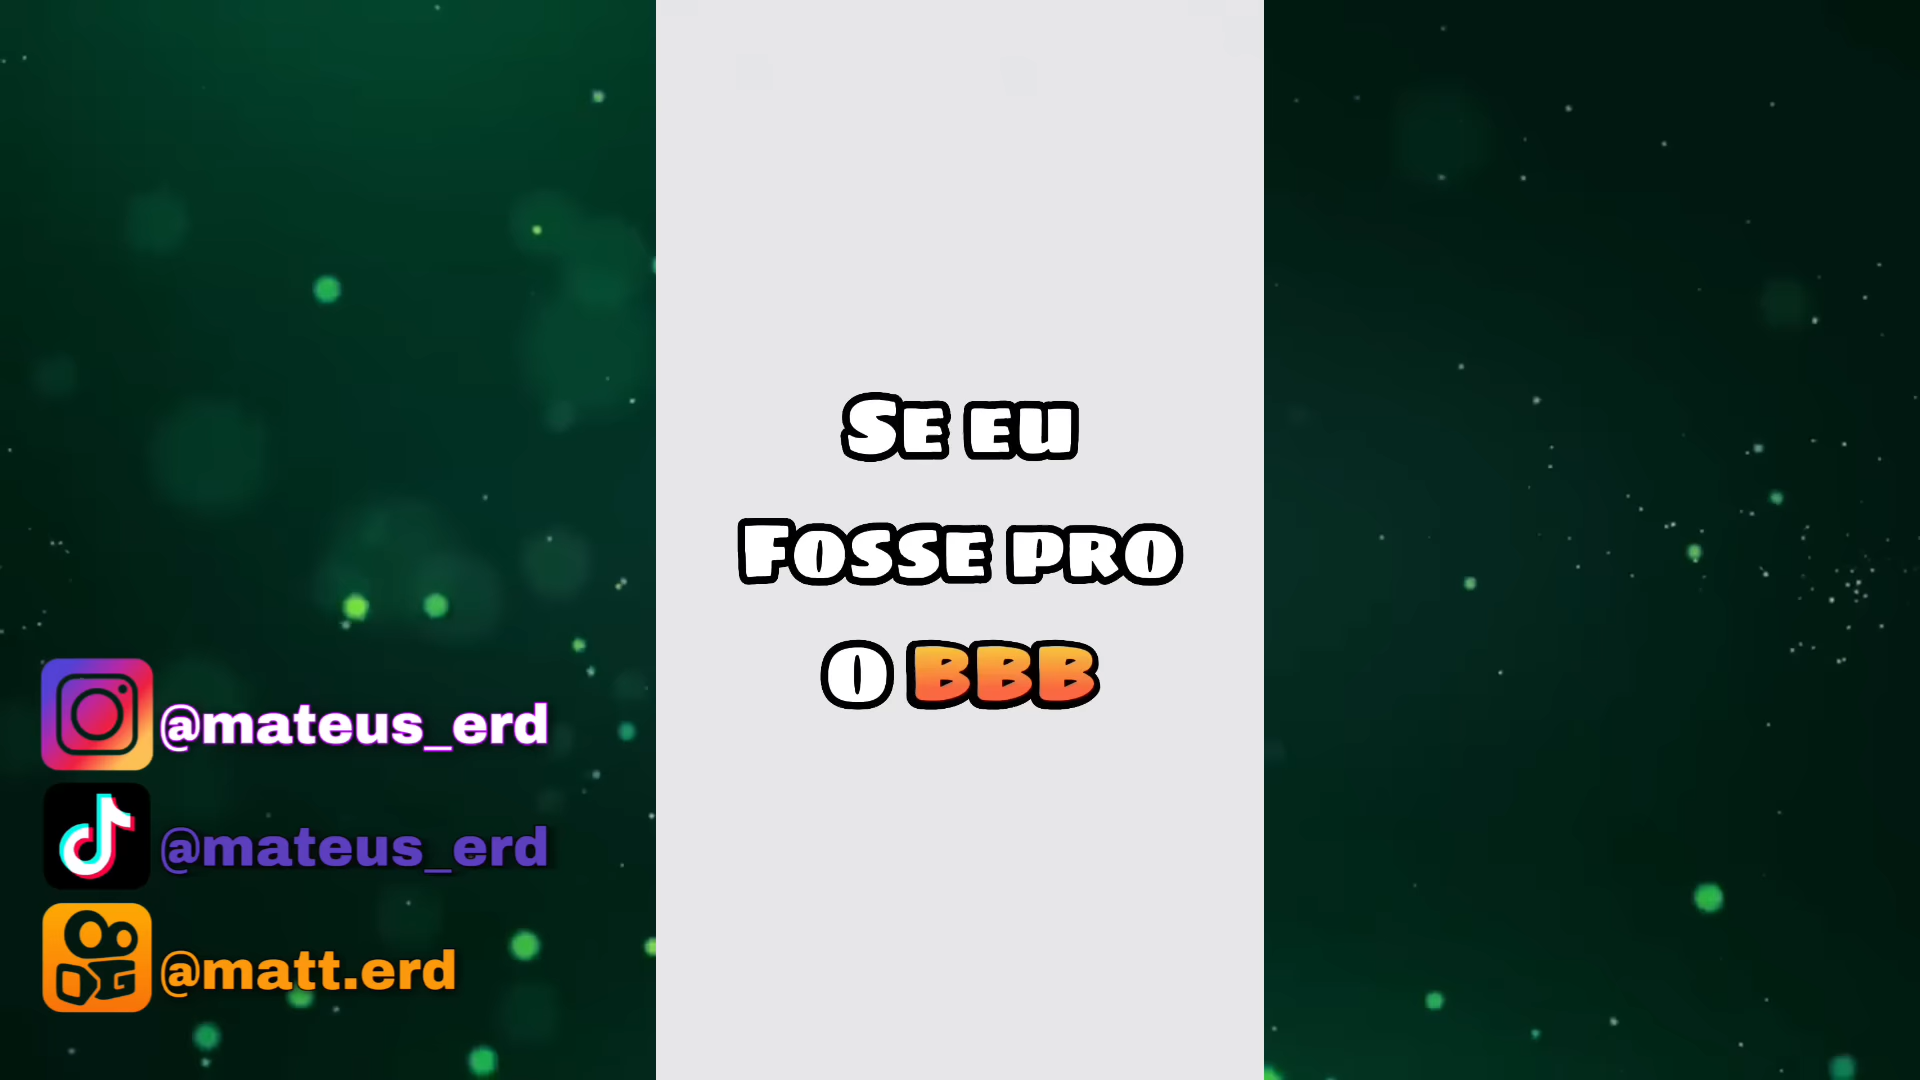 Se eu
Fosse pro
o BBB
@mateus_erd
@mateus_erd
@matt.erd